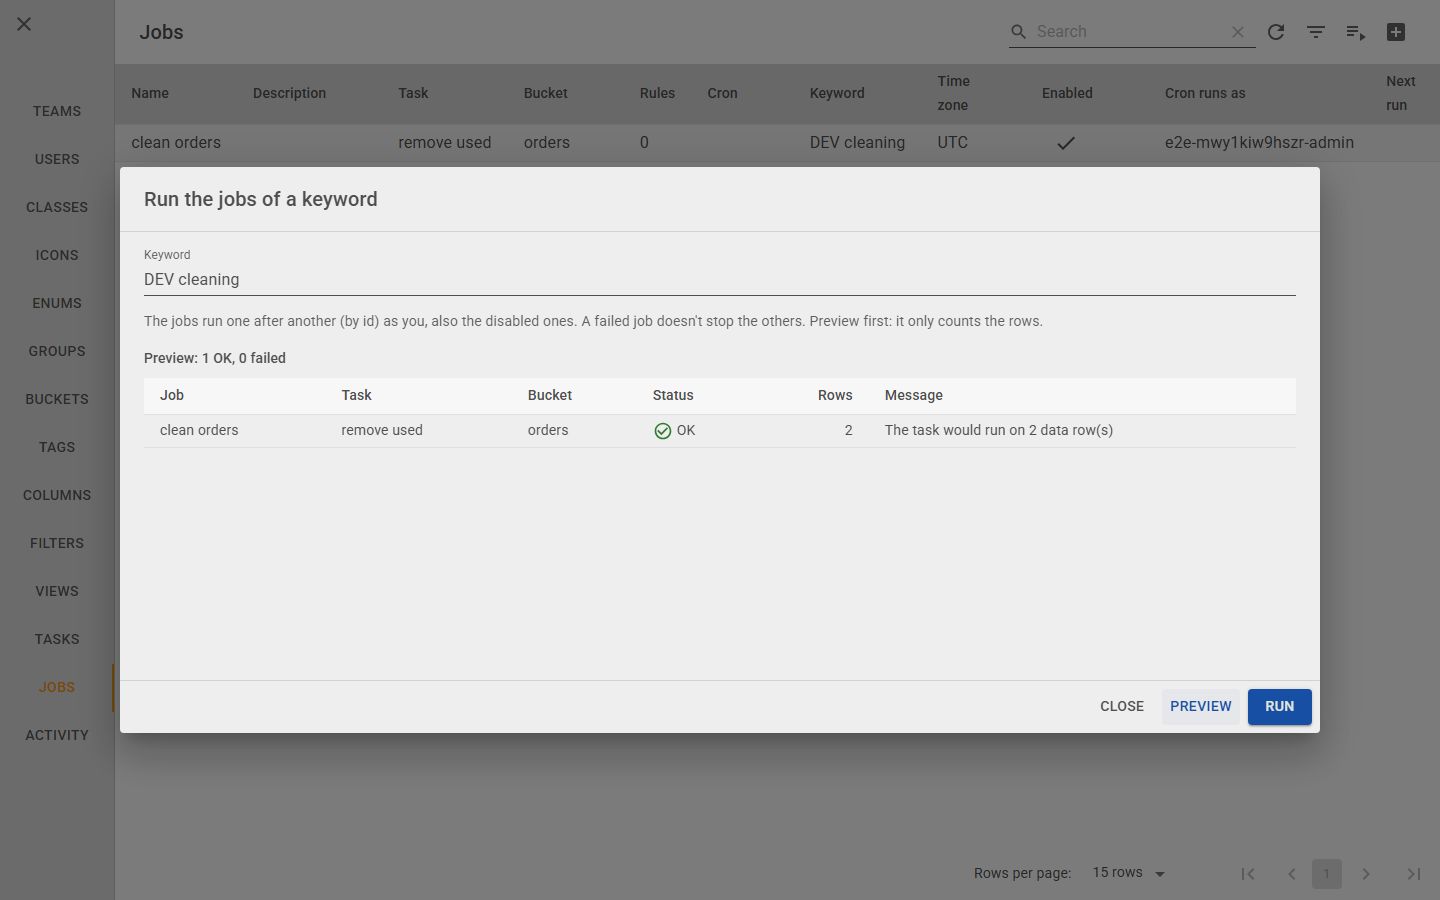 Jobs
Search
TEAMS
USERS
CLASSES
ICONS
ENUMS
GROUPS
BUCKETS
TAGS
COLUMNS
FILTERS
VIEWS
TASKS
JOBS
ACTIVITY
Name Description Task Bucket Rules Cron Keyword Time zone Enabled Cron runs as Next run
clean orders remove used orders 0 DEV cleaning UTC e2e-mwy1kiw9hszr-admin
Run the jobs of a keyword
Keyword
DEV cleaning
The jobs run one after another (by id) as you, also the disabled ones. A failed job doesn't stop the others. Preview first: it only counts the rows.
Preview: 1 OK, 0 failed
Job Task Bucket Status Rows Message
clean orders remove used orders OK 2 The task would run on 2 data row(s)
CLOSE PREVIEW RUN
Rows per page: 15 rows 1